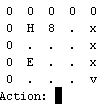 0 0 0 0 0
0 H 8 . x
0 . . . x
0 E . . x
0 . . . v
Action: